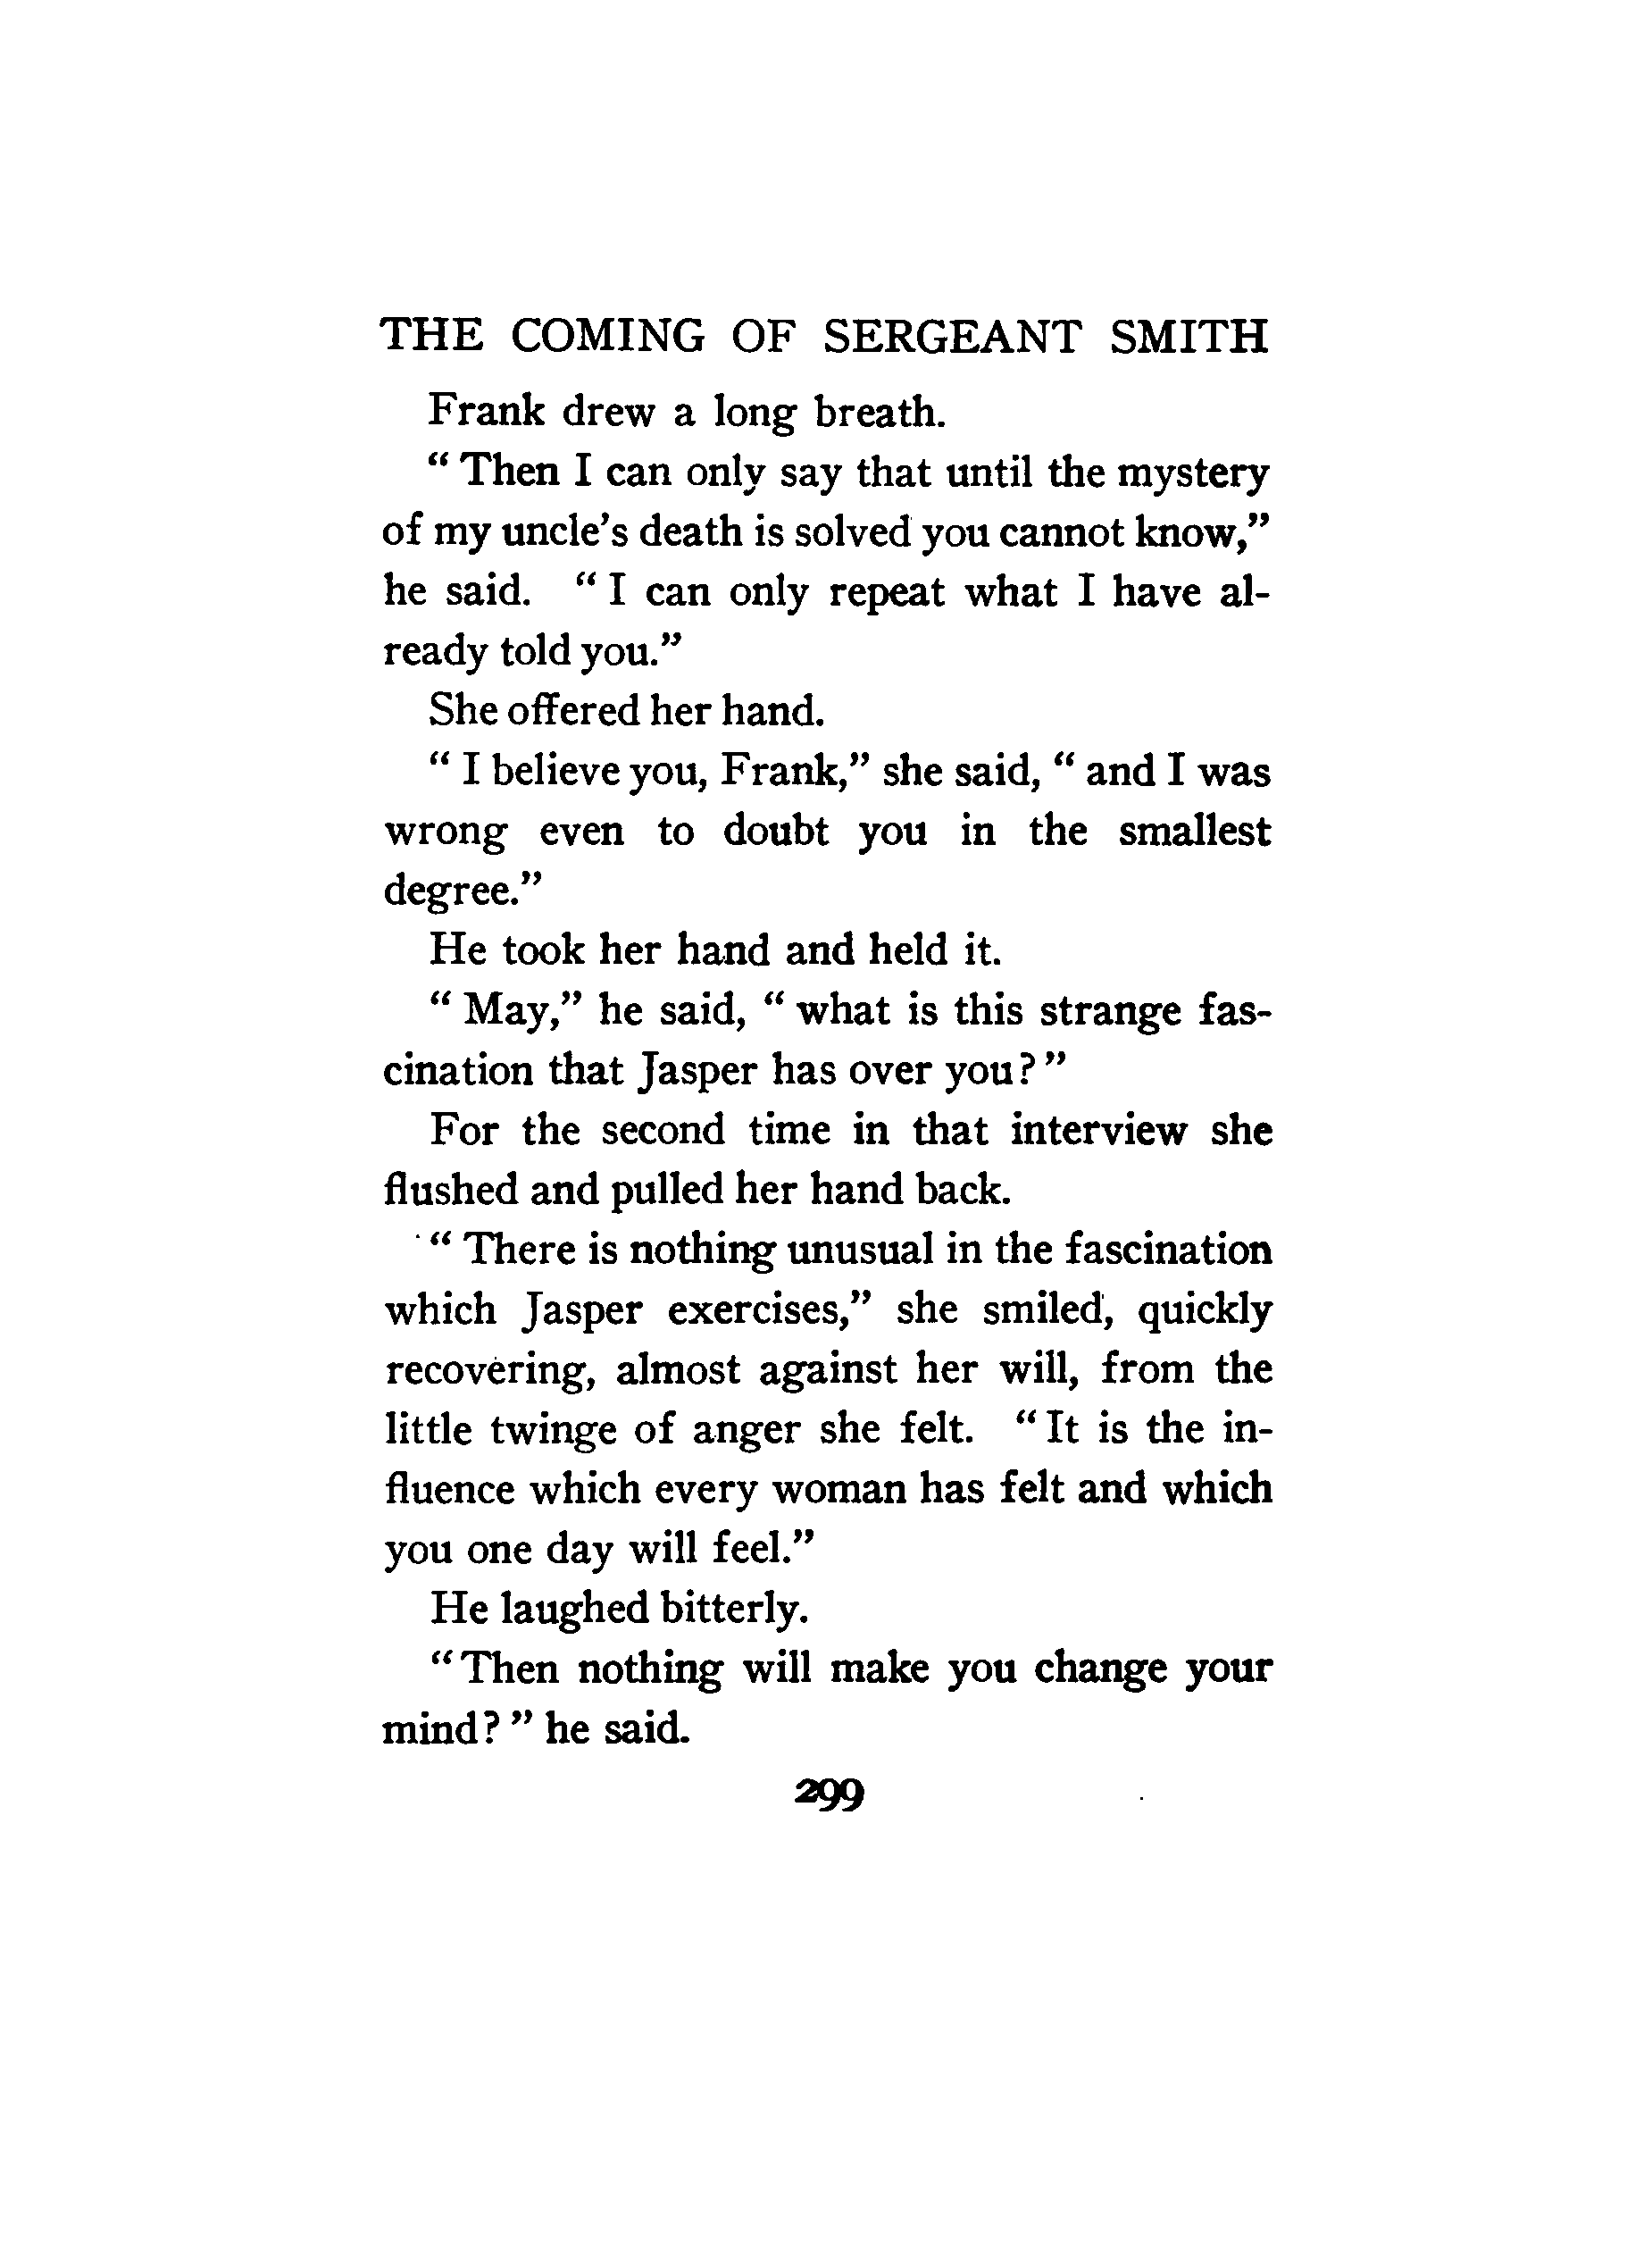 THE COMING OF SERGEANT SMITH
Frank drew a long breath.
“ Then I can only say that until the mystery
of my uncle’s death is solved you cannot know,”
he said. “ I can only repeat what I have al-
ready told you.”
She offered her hand.
“ I believe you, Frank,” she said, “ and I was
wrong even to doubt you in the smallest
degree.”
He took her hand and held it.
“ May,” he said, “ what is this strange fas-
cination that Jasper has over you? ”
For the second time in that interview she
flushed and pulled her hand back.
“ There is nothing unusual in the fascination
which Jasper exercises,” she smiled, quickly
recovering, almost against her will, from the
little twinge of anger she felt. “ It is the in-
fluence which every woman has felt and which
you one day will feel.”
He laughed bitterly.
“ Then nothing will make you change your
mind? ” he said.
299